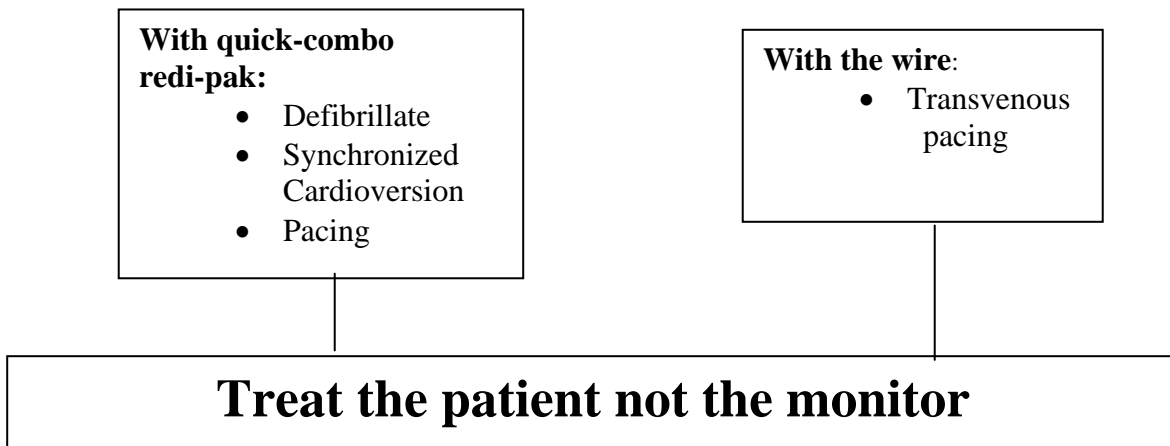 With quick-combo
redi-pak:
• Defibrillate
• Synchronized
Cardioversion
• Pacing
With the wire:
• Transvenous
pacing
Treat the patient not the monitor